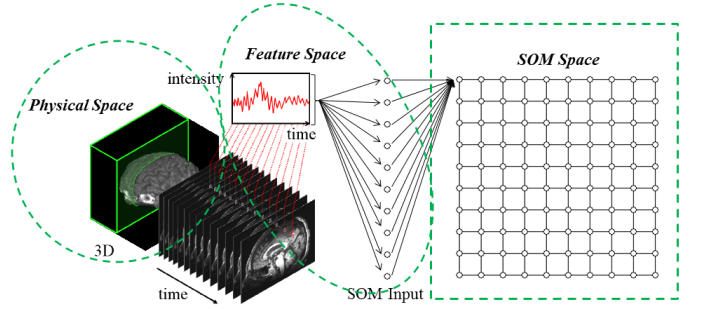 Feature Space
SOM Space
intensity
Physical Space
time
3D
time
SOM Input